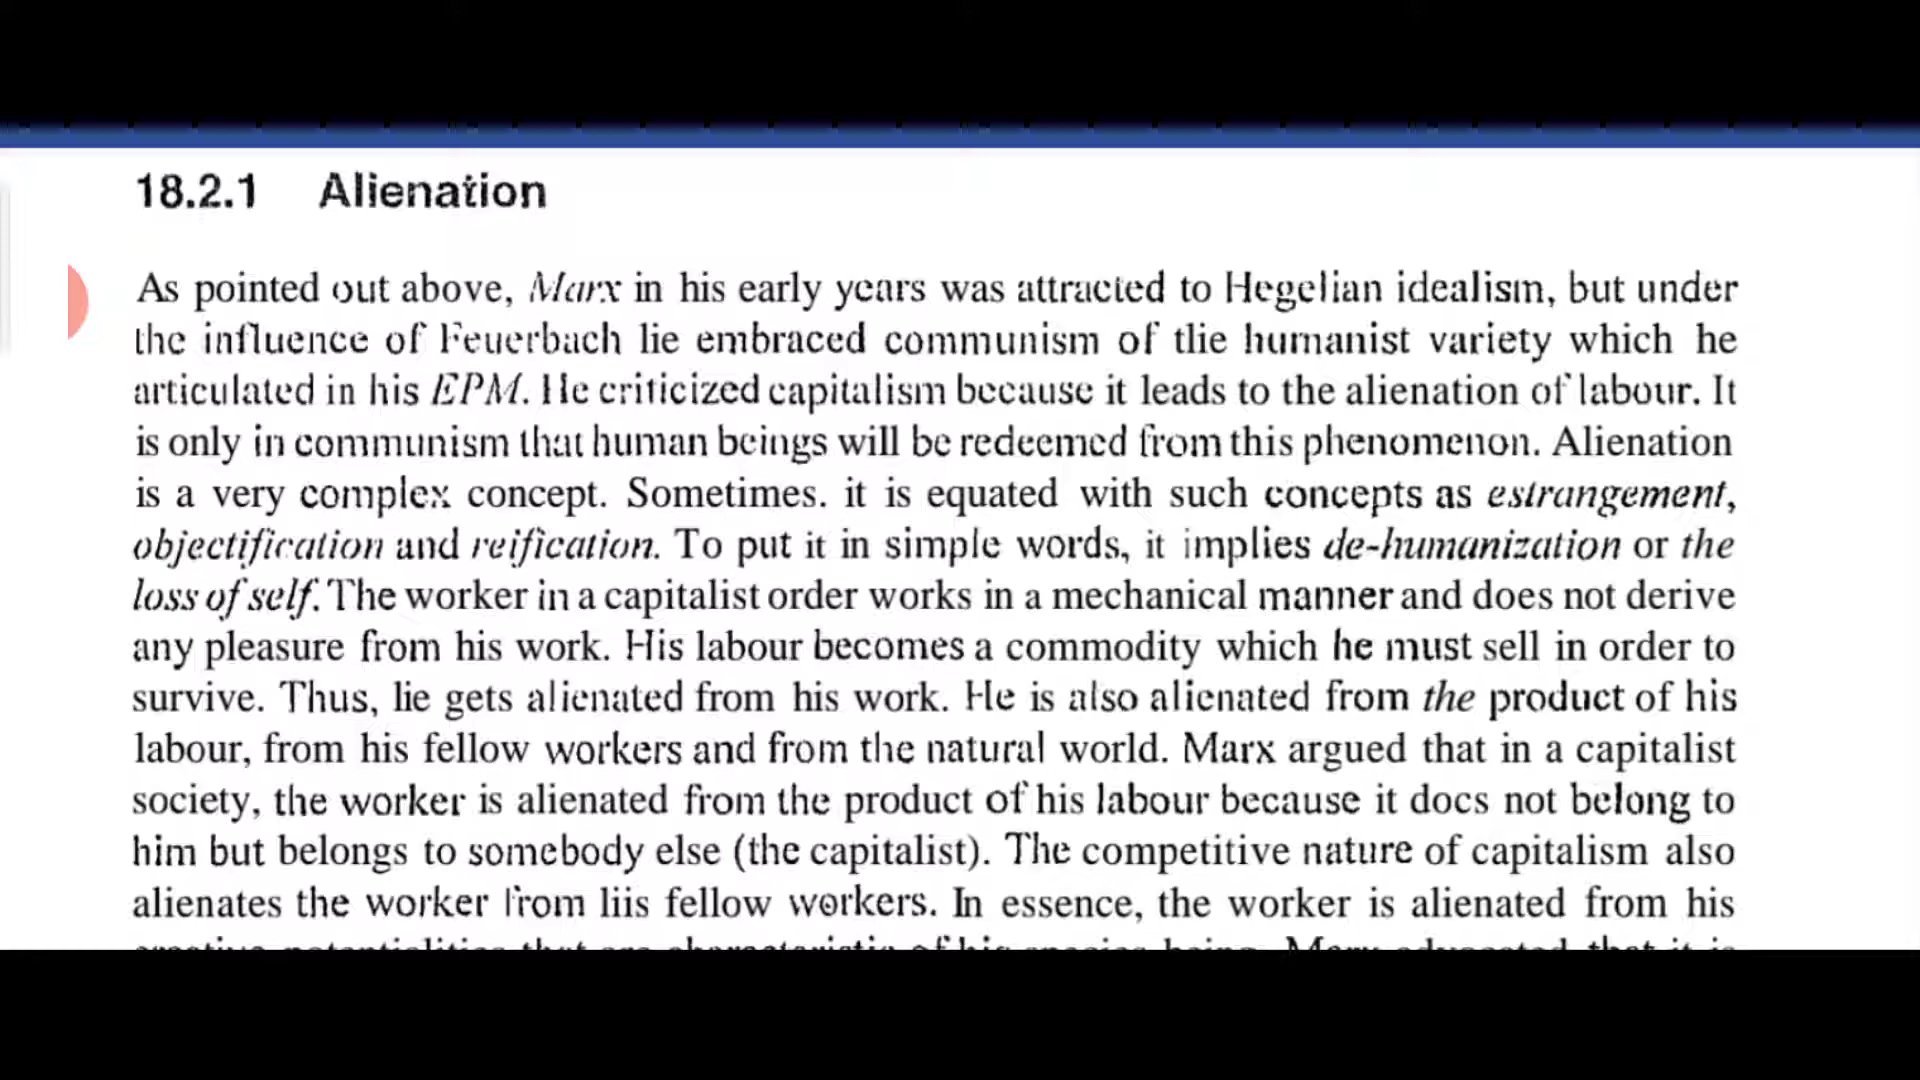 18.2.1 Alienation
As pointed out above, Marx in his early years was attracted to Hegelian idealism, but under
the influence of Feuerbach lie embraced communism of tlie humanist variety which he
articulated in his EPM. He criticized capitalism because it leads to the alienation of labour. It
is only in communism that human beings will be redeemed from this phenomenon. Alienation
is a very complex concept. Sometimes. it is equated with such concepts as estrangement,
objectification and reification. To put it in simple words, it implies de-humanization or the
loss of self. The worker in a capitalist order works in a mechanical manner and does not derive
any pleasure from his work. His labour becomes a commodity which he must sell in order to
survive. Thus, lie gets alienated from his work. He is also alienated from the product of his
labour, from his fellow workers and from the natural world. Marx argued that in a capitalist
society, the worker is alienated from the product of his labour because it does not belong to
him but belongs to somebody else (the capitalist). The competitive nature of capitalism also
alienates the worker from liis fellow workers. In essence, the worker is alienated from his